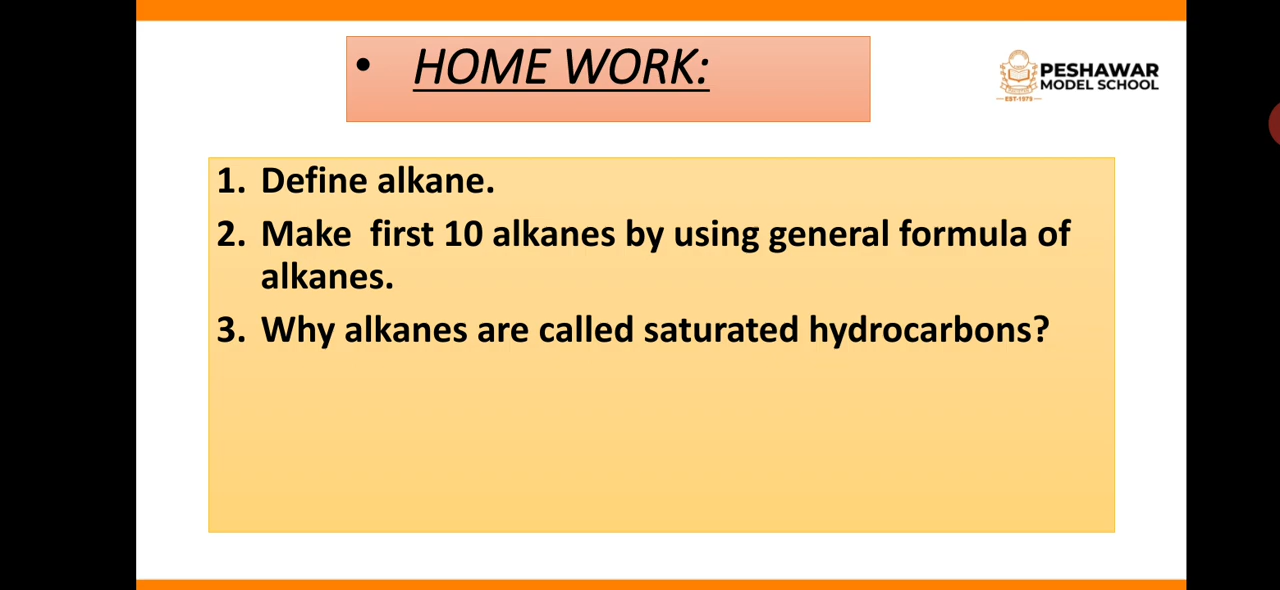 • HOME WORK:
PESHAWAR
MODEL SCHOOL
EST-1979
1. Define alkane.
2. Make first 10 alkanes by using general formula of
alkanes.
3. Why alkanes are called saturated hydrocarbons?